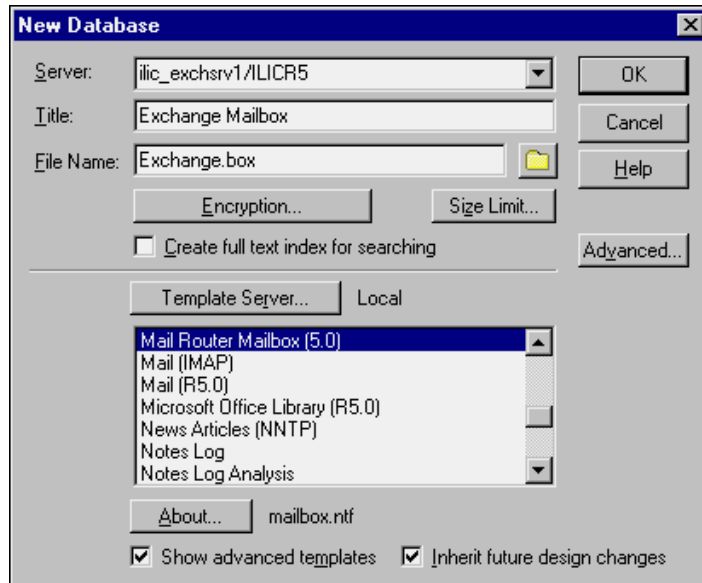 New Database
Server: ilic_exchsrv1/ILICR5 OK
Title: Exchange Mailbox Cancel
File Name: Exchange.box Help
Encryption... Size Limit...
Create full text index for searching Advanced...
Template Server... Local
Mail Router Mailbox (5.0)
Mail (IMAP)
Mail (R5.0)
Microsoft Office Library (R5.0)
News Articles (NNTP)
Notes Log
Notes Log Analysis
About... mailbox.ntf
Show advanced templates Inherit future design changes